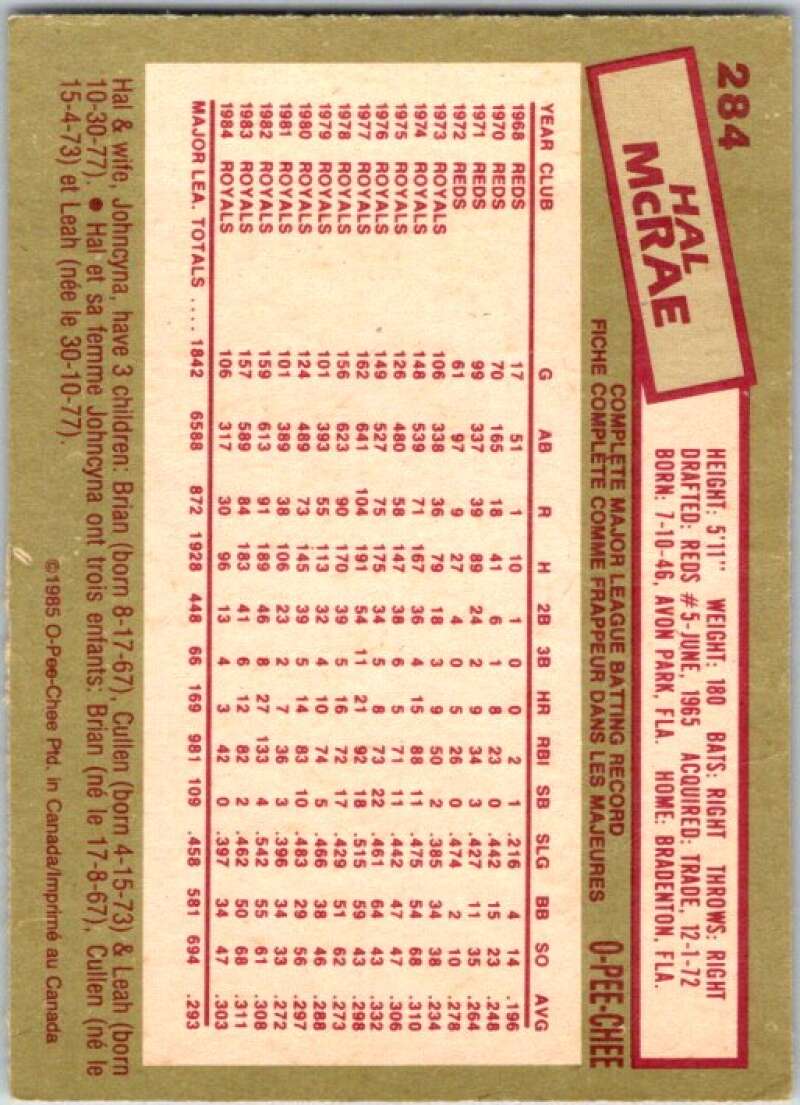 284
HAL
McRAE
HEIGHT: 5'11" WEIGHT: 180 BATS: RIGHT THROWS: RIGHT
DRAFTED: REDS #5-JUNE, 1965 ACQUIRED: TRADE, 12-1-72
BORN: 7-10-46, AVON PARK, FLA. HOME: BRADENTON, FLA.
COMPLETE MAJOR LEAGUE BATTING RECORD
FICHE COMPLÈTE COMME FRAPPEUR DANS LES MAJEURES O-PEE-CHEE
YEAR CLUB G AB R H 2B 3B HR RBI SB SLG BB SO AVG
1968 REDS 17 51 1 10 1 0 0 2 1 .216 4 14 .196
1970 REDS 70 165 18 41 6 1 8 23 0 .442 15 23 .248
1971 REDS 99 337 39 89 24 2 9 34 3 .427 11 35 .264
1972 REDS 61 97 9 27 4 0 5 26 0 .474 2 10 .278
1973 ROYALS 106 338 36 79 18 3 9 50 2 .385 34 38 .234
1974 ROYALS 148 539 71 167 36 4 15 88 11 .475 54 68 .310
1975 ROYALS 126 480 58 147 38 6 5 71 11 .442 47 47 .306
1976 ROYALS 149 527 75 175 34 5 8 73 22 .461 64 43 .332
1977 ROYALS 162 641 104 191 54 11 21 92 18 .515 59 43 .298
1978 ROYALS 156 623 90 170 39 5 16 72 17 .429 51 62 .273
1979 ROYALS 101 393 55 113 32 4 10 74 5 .466 38 46 .288
1980 ROYALS 124 489 73 145 39 5 14 83 10 .483 29 56 .297
1981 ROYALS 101 389 38 106 23 2 7 36 3 .396 34 33 .272
1982 ROYALS 159 613 91 189 46 8 27 133 4 .542 55 61 .308
1983 ROYALS 157 589 84 183 41 6 12 82 2 .462 50 68 .311
1984 ROYALS 106 317 30 96 13 4 3 42 0 .397 34 47 .303
MAJOR LEA. TOTALS .... 1842 6588 872 1928 448 66 169 981 109 .458 581 694 .293
Hal & wife, Johncyna, have 3 children: Brian (born 8-17-67), Cullen (born 4-15-73) & Leah (born
10-30-77). ● Hal et sa femme Johncyna ont trois enfants: Brian (né le 17-8-67), Cullen (né le
15-4-73) et Leah (née le 30-10-77).
©1985 O-Pee-Chee Ptd. in Canada/Imprimé au Canada